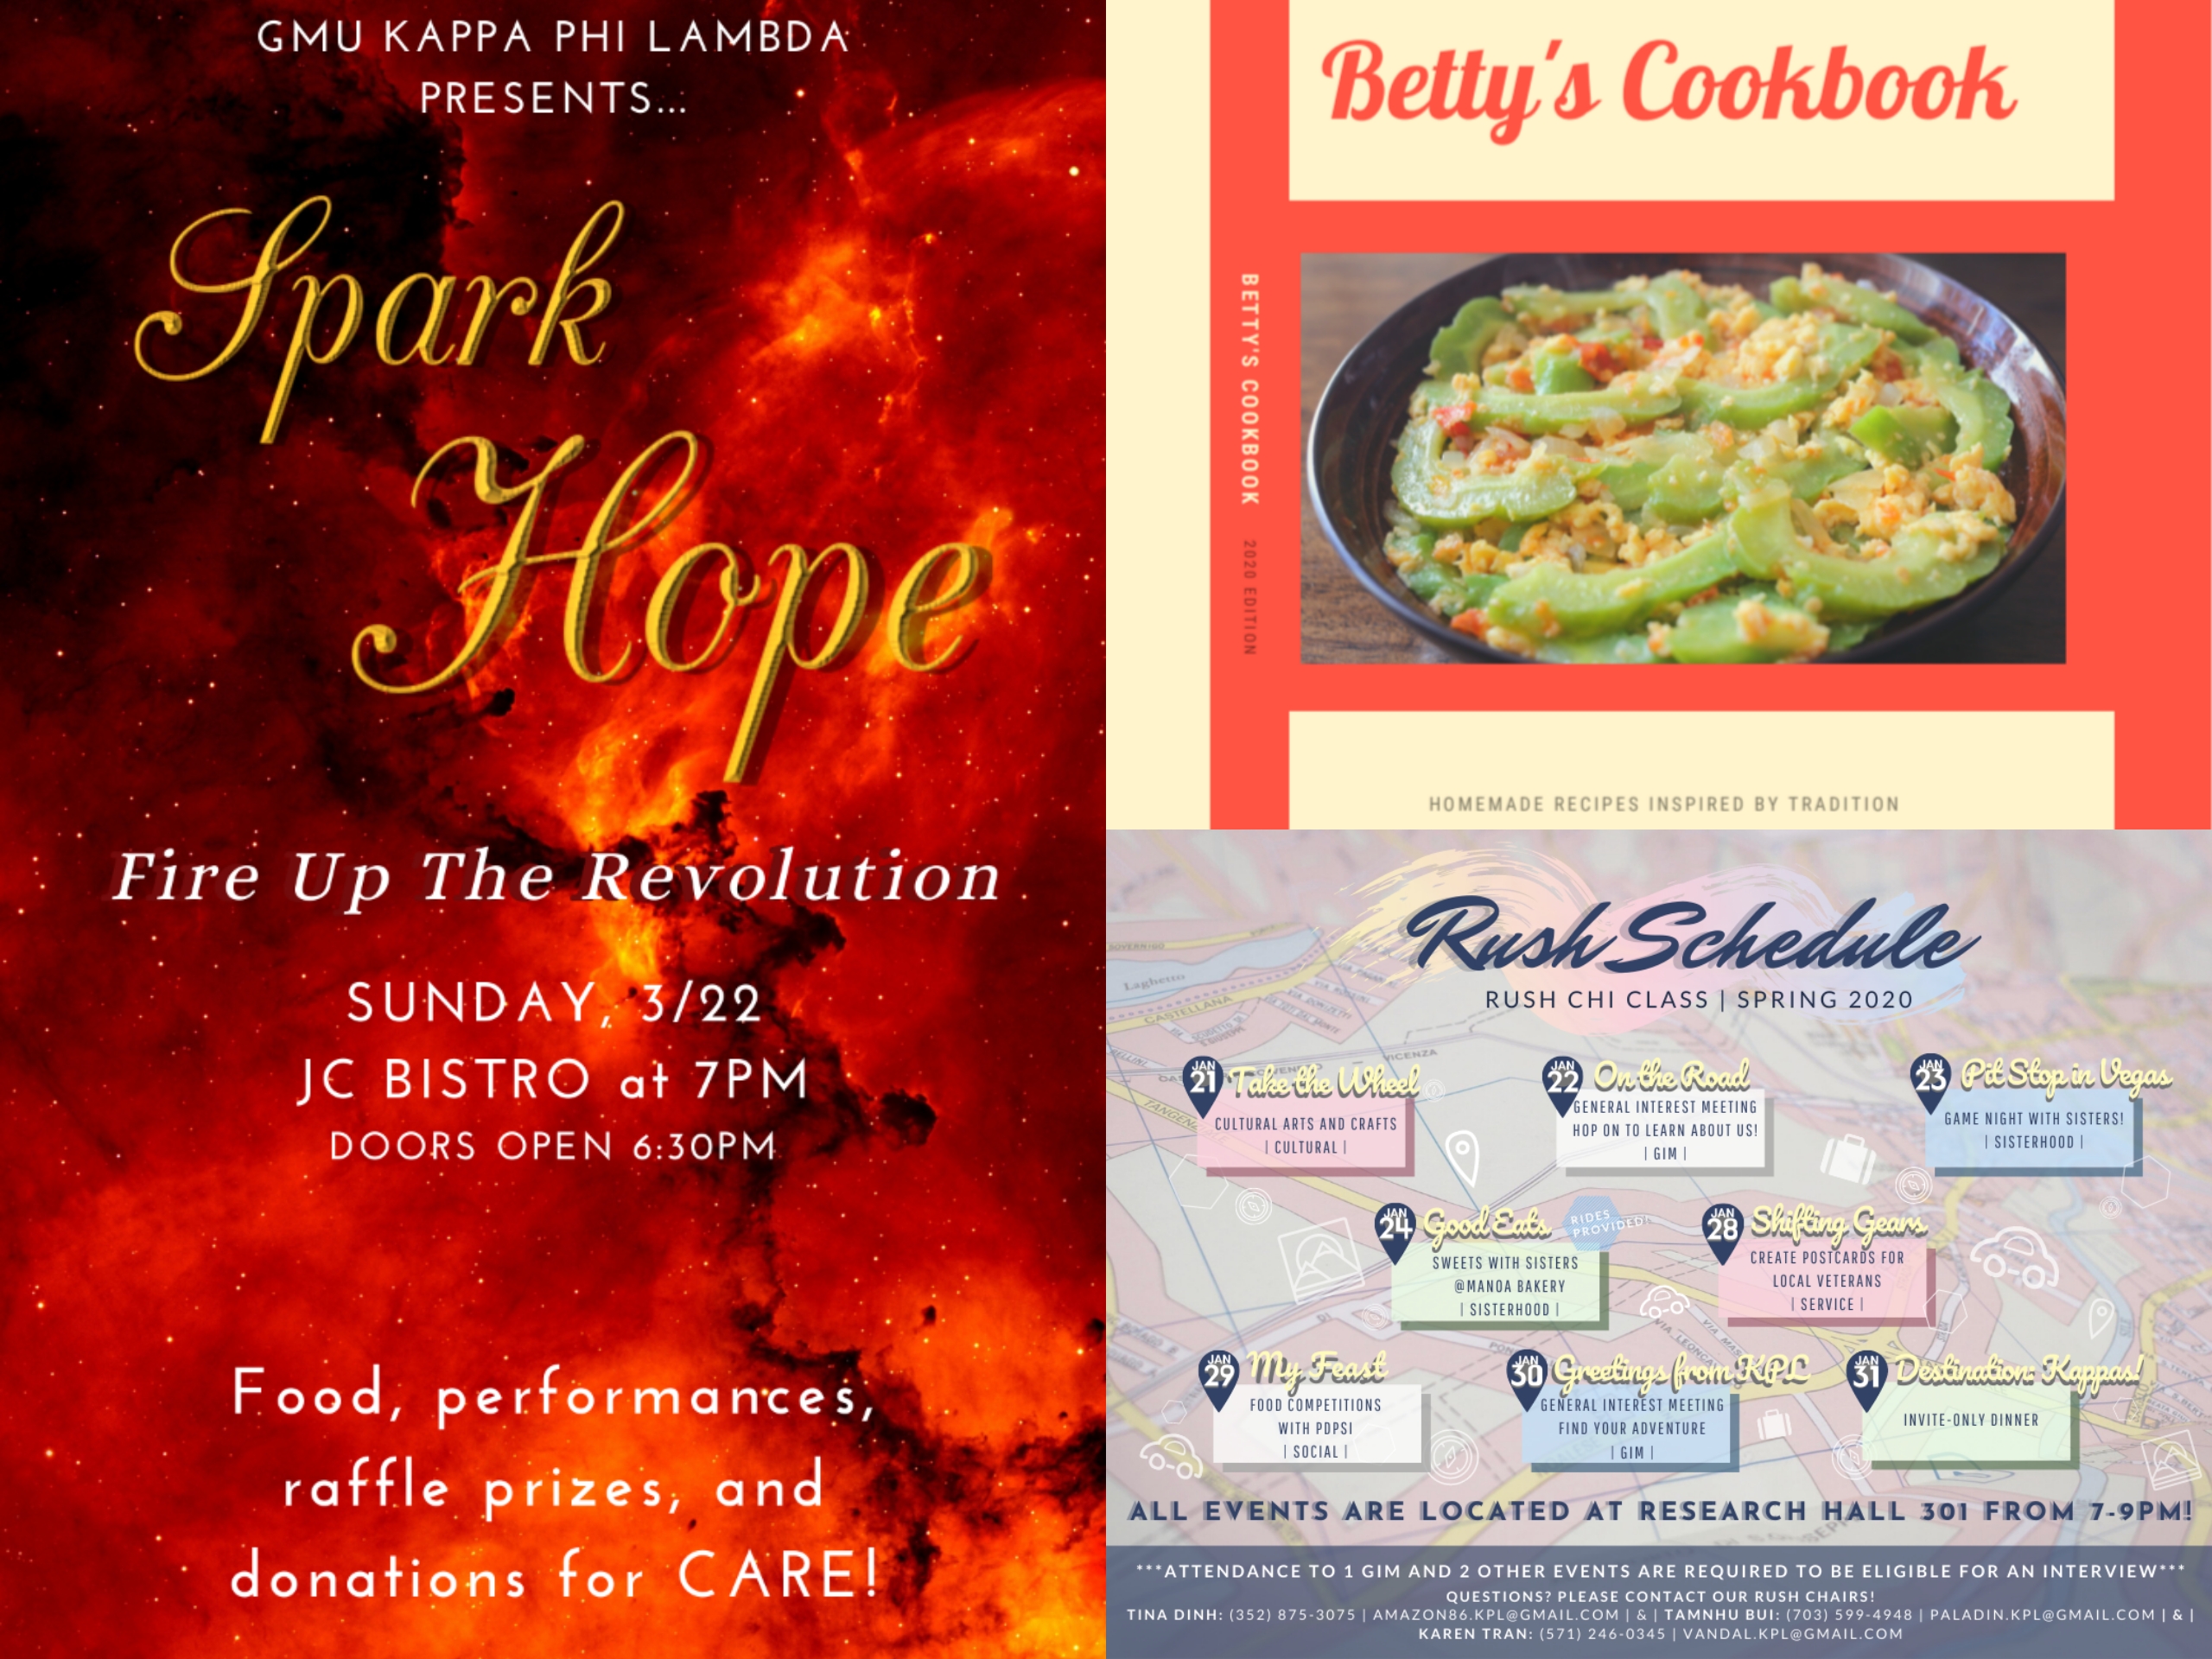 GMU KAPPA PHI LAMBDA
PRESENTS...
Spark
Hope
Fire Up The Revolution
SUNDAY, 3/22
JC BISTRO at 7PM
DOORS OPEN 6:30PM
Food, performances,
raffle prizes, and
donations for CARE!
Betty's Cookbook
BETTY'S COOKBOOK 2020 EDITION
HOMEMADE RECIPES INSPIRED BY TRADITION
Rush Schedule
RUSH CHI CLASS | SPRING 2020
Laghetto
CASTELLANA
VICENZA
JAN
21
Take the Wheel
CULTURAL ARTS AND CRAFTS
| CULTURAL |
JAN
22
On the Road
GENERAL INTEREST MEETING
HOP ON TO LEARN ABOUT US!
| GIM |
JAN
23
Pit Stop in Vegas
GAME NIGHT WITH SISTERS!
| SISTERHOOD |
JAN
24
Good Eats
RIDES
PROVIDED!
SWEETS WITH SISTERS
@MANOA BAKERY
| SISTERHOOD |
JAN
28
Shifting Gears
CREATE POSTCARDS FOR
LOCAL VETERANS
| SERVICE |
JAN
29
My Feast
FOOD COMPETITIONS
WITH PDPSI
| SOCIAL |
JAN
30
Greetings from KPL
GENERAL INTEREST MEETING
FIND YOUR ADVENTURE
| GIM |
JAN
31
Destination: Kappas!
INVITE-ONLY DINNER
ALL EVENTS ARE LOCATED AT RESEARCH HALL 301 FROM 7-9PM!
***ATTENDANCE TO 1 GIM AND 2 OTHER EVENTS ARE REQUIRED TO BE ELIGIBLE FOR AN INTERVIEW***
QUESTIONS? PLEASE CONTACT OUR RUSH CHAIRS!
TINA DINH: (352) 875-3075 | AMAZON86.KPL@GMAIL.COM | & | TAMNHU BUI: (703) 599-4948 | PALADIN.KPL@GMAIL.COM | & |
KAREN TRAN: (571) 246-0345 | VANDAL.KPL@GMAIL.COM